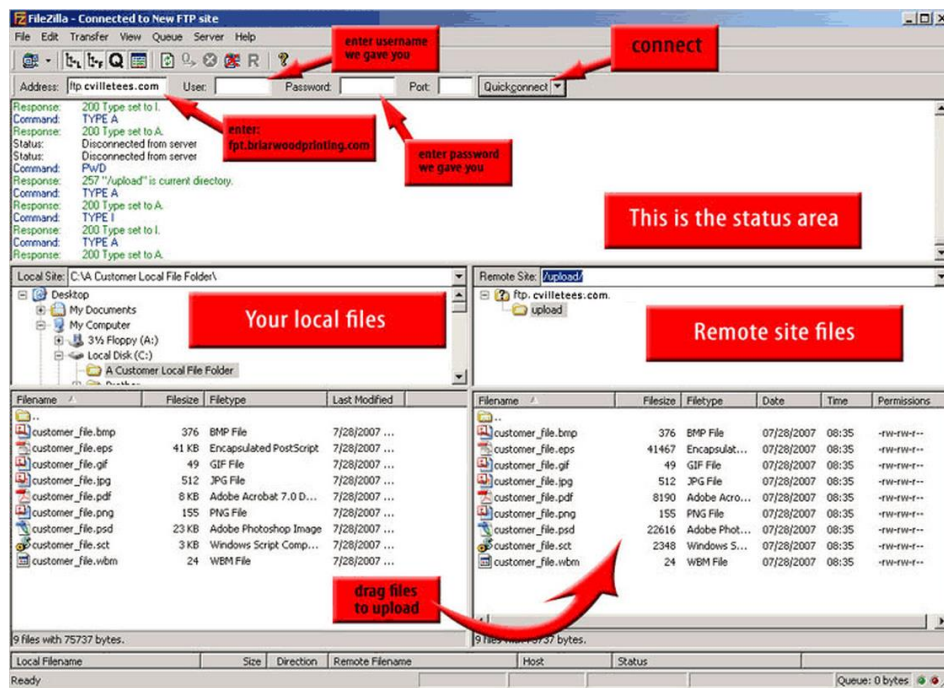 FileZilla - Connected to New FTP site
File Edit Transfer View Queue Server Help
enter username
we gave you
connect
Address: ftp.cvilletees.com User: Password: Port: Quickconnect
enter:
fpt.briarwoodprinting.com
enter password
we gave you
Response: 200 Type set to I.
Command: TYPE A
Response: 200 Type set to A.
Status: Disconnected from server
Status: Disconnected from server
Command: PWD
Response: 257 "/upload" is current directory.
Command: TYPE A
Response: 200 Type set to A.
Command: TYPE I
Response: 200 Type set to I.
Command: TYPE A
Response: 200 Type set to A.
This is the status area
Local Site: C:\A Customer Local File Folder\
Desktop
My Documents
My Computer
3½ Floppy (A:)
Local Disk (C:)
A Customer Local File Folder
Your local files
Remote Site: /upload/
ftp. cvilletees.com.
upload
Remote site files
Filename Filesize Filetype Last Modified
..
customer_file.bmp 376 BMP File 7/28/2007 ...
customer_file.eps 41 KB Encapsulated PostScript 7/28/2007 ...
customer_file.gif 49 GIF File 7/28/2007 ...
customer_file.jpg 512 JPG File 7/28/2007 ...
customer_file.pdf 8 KB Adobe Acrobat 7.0 D... 7/28/2007 ...
customer_file.png 155 PNG File 7/28/2007 ...
customer_file.psd 23 KB Adobe Photoshop Image 7/28/2007 ...
customer_file.sct 3 KB Windows Script Comp... 7/28/2007 ...
customer_file.wbm 24 WBM File 7/28/2007 ...
9 files with 75737 bytes.
Filename Filesize Filetype Date Time Permissions
..
customer_file.bmp 376 BMP File 07/28/2007 08:35 -rw-rw-r--
customer_file.eps 41467 Encapsulat... 07/28/2007 08:35 -rw-rw-r--
customer_file.gif 49 GIF File 07/28/2007 08:35 -rw-rw-r--
customer_file.jpg 512 JPG File 07/28/2007 08:35 -rw-rw-r--
customer_file.pdf 8190 Adobe Acro... 07/28/2007 08:35 -rw-rw-r--
customer_file.png 155 PNG File 07/28/2007 08:35 -rw-rw-r--
customer_file.psd 22616 Adobe Phot... 07/28/2007 08:35 -rw-rw-r--
customer_file.sct 2348 Windows S... 07/28/2007 08:35 -rw-rw-r--
customer_file.wbm 24 WBM File 07/28/2007 08:35 -rw-rw-r--
drag files
to upload
9 files with 75737 bytes.
Local Filename Size Direction Remote Filename Host Status
Ready Queue: 0 bytes